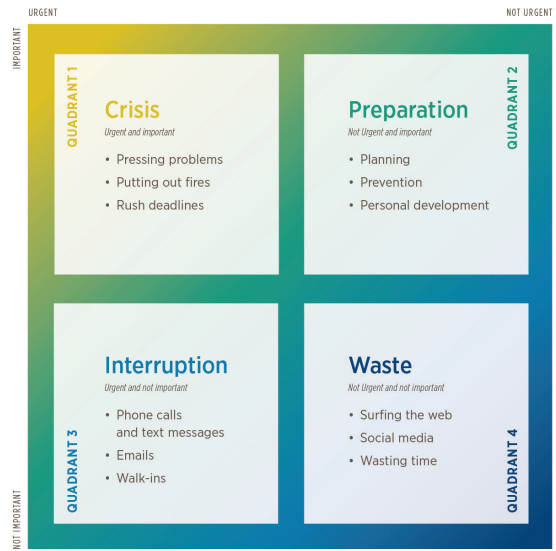 URGENT
NOT URGENT
IMPORTANT
QUADRANT 1
Crisis
Urgent and important
• Pressing problems
• Putting out fires
• Rush deadlines
QUADRANT 2
Preparation
Not Urgent and important
• Planning
• Prevention
• Personal development
NOT IMPORTANT
QUADRANT 3
Interruption
Urgent and not important
• Phone calls
and text messages
• Emails
• Walk-ins
QUADRANT 4
Waste
Not Urgent and not important
• Surfing the web
• Social media
• Wasting time